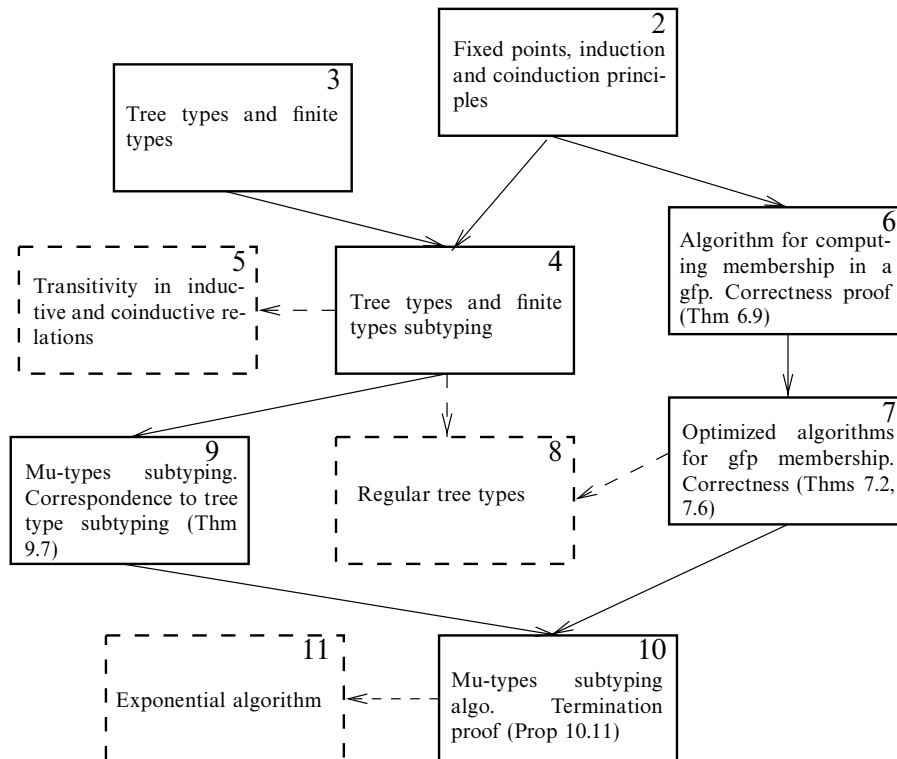 2
Fixed points, induction
and coinduction princi-
ples
3
Tree types and finite
types
6
Algorithm for comput-
ing membership in a
gfp. Correctness proof
(Thm 6.9)
5
Transitivity in induc-
tive and coinductive re-
lations
4
Tree types and finite
types subtyping
7
Optimized algorithms
for gfp membership.
Correctness (Thms 7.2,
7.6)
9
Mu-types subtyping.
Correspondence to tree
type subtyping (Thm
9.7)
8
Regular tree types
11
Exponential algorithm
10
Mu-types subtyping
algo. Termination
proof (Prop 10.11)